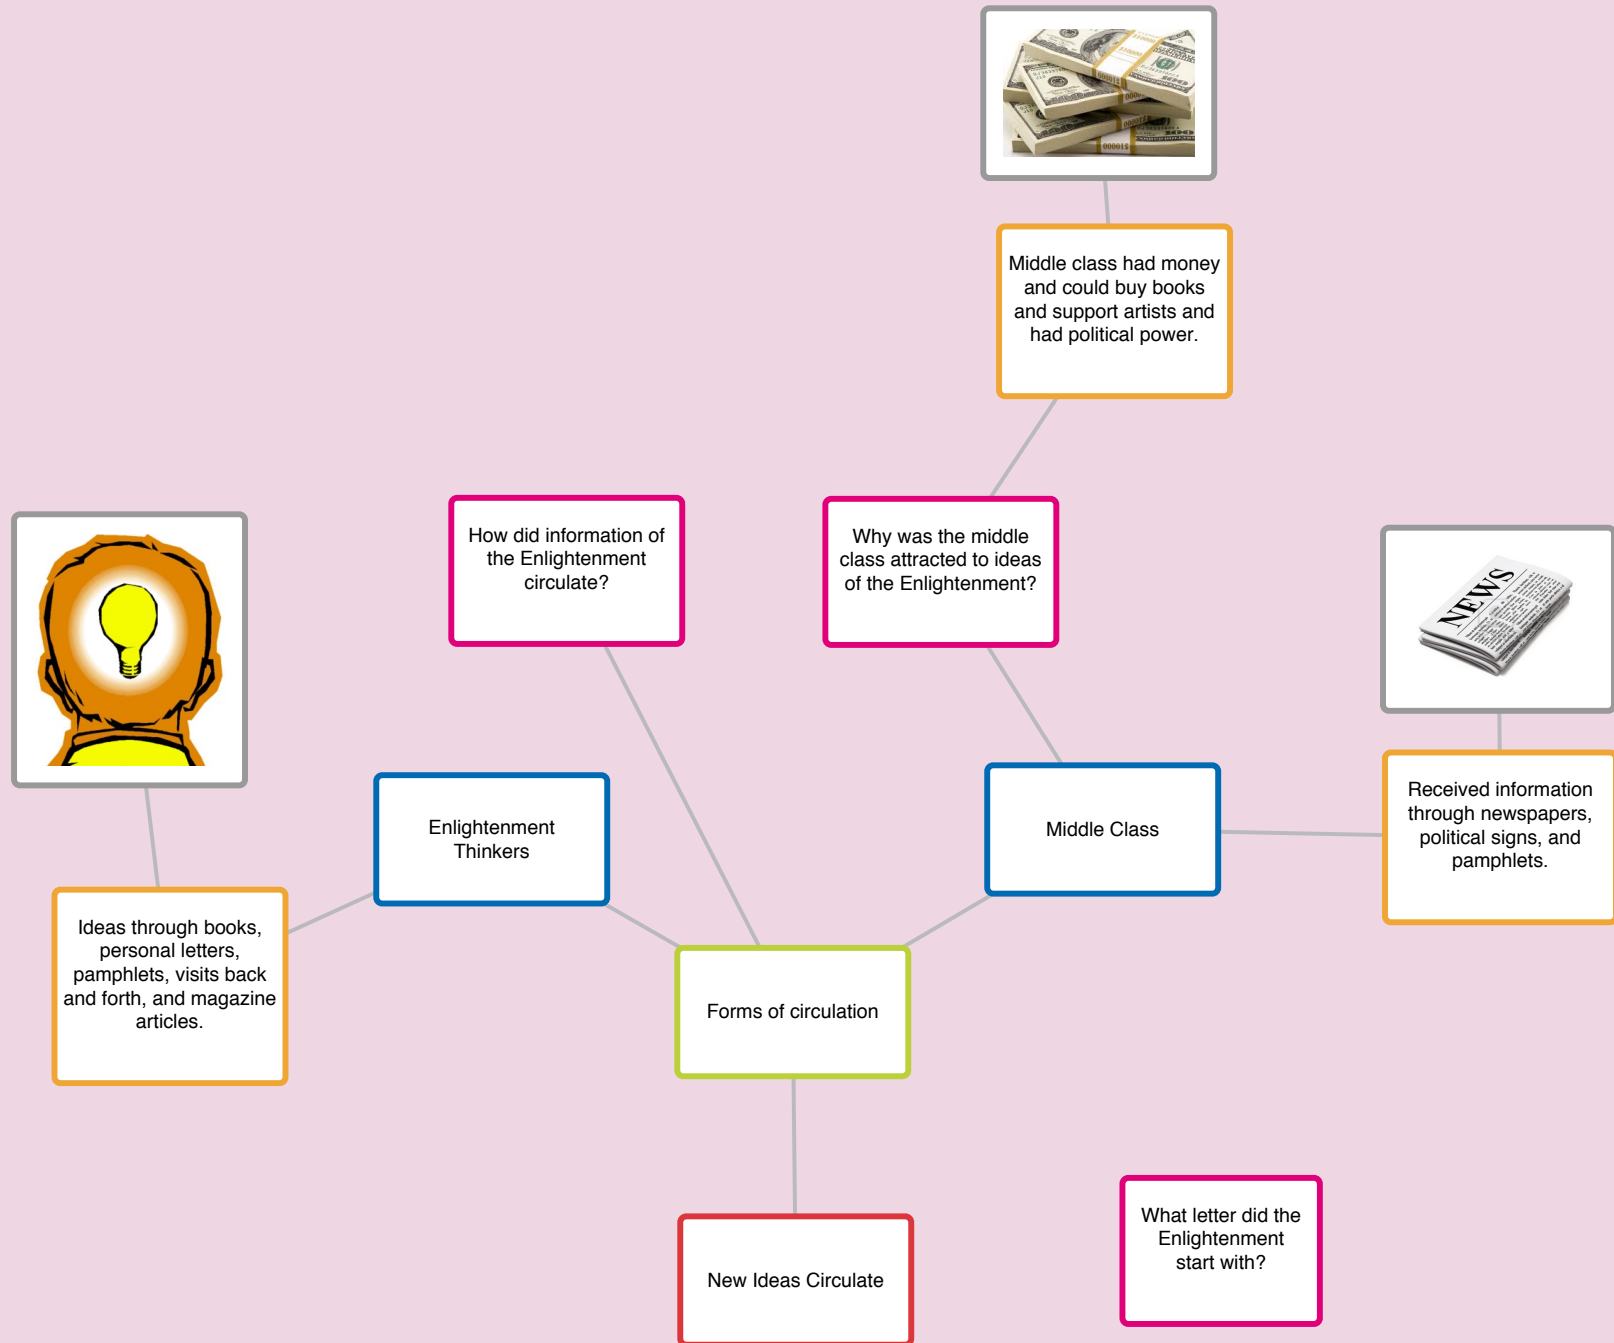 Middle class had money
and could buy books
and support artists and
had political power.
How did information of
the Enlightenment
circulate?
Why was the middle
class attracted to ideas
of the Enlightenment?
NEWS
Enlightenment
Thinkers
Middle Class
Received information
through newspapers,
political signs, and
pamphlets.
Ideas through books,
personal letters,
pamphlets, visits back
and forth, and magazine
articles.
Forms of circulation
What letter did the
Enlightenment
start with?
New Ideas Circulate